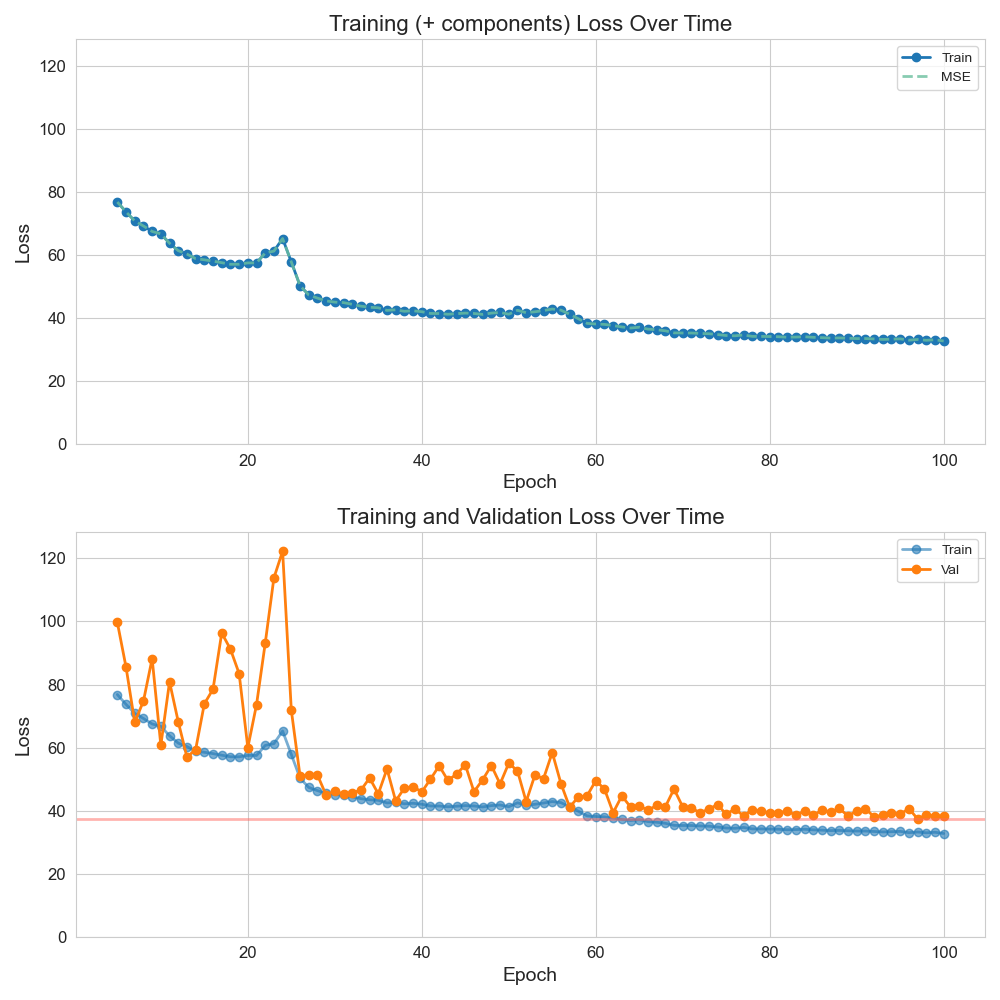 Training (+ components) Loss Over Time
Train
MSE
120
100
80
60
40
20
0
Loss
20 40 60 80 100
Epoch
Training and Validation Loss Over Time
Train
Val
120
100
80
60
40
20
0
Loss
20 40 60 80 100
Epoch